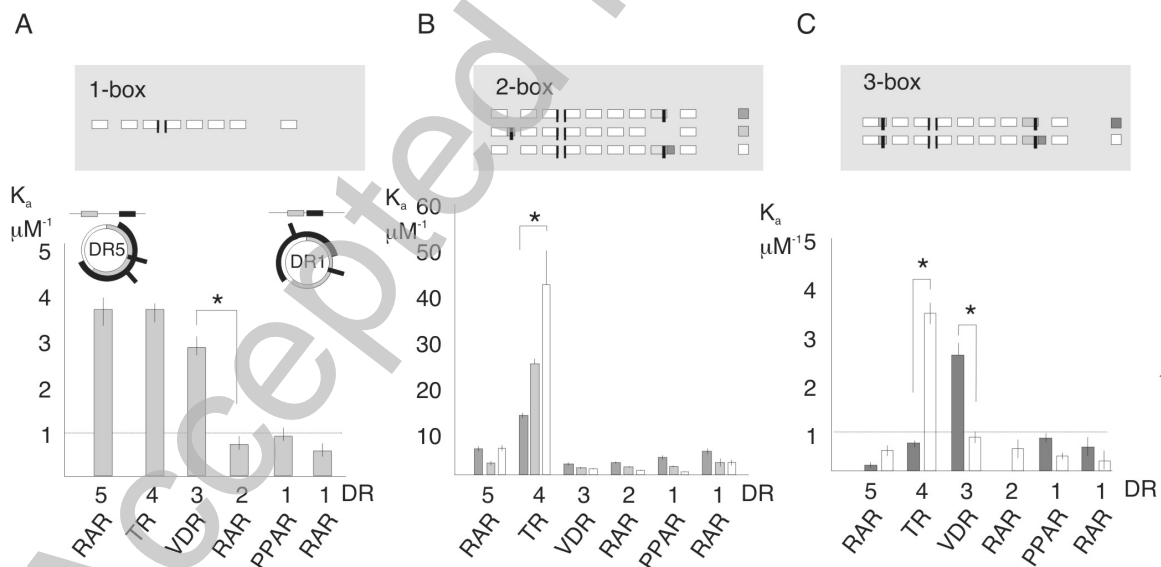 A
1-box
Kₐ
µM⁻¹
DR5
DR1
5
4
3
2
1
*
5 4 3 2 1 1 DR
RAR TR VDR RAR PPAR RAR
B
2-box
Kₐ
µM⁻¹
60
50
40
30
20
10
*
5 4 3 2 1 1 DR
RAR TR VDR RAR PPAR RAR
C
3-box
Kₐ
µM⁻¹
5
4
3
2
1
*
*
5 4 3 2 1 1 DR
RAR TR VDR RAR PPAR RAR
Accepted